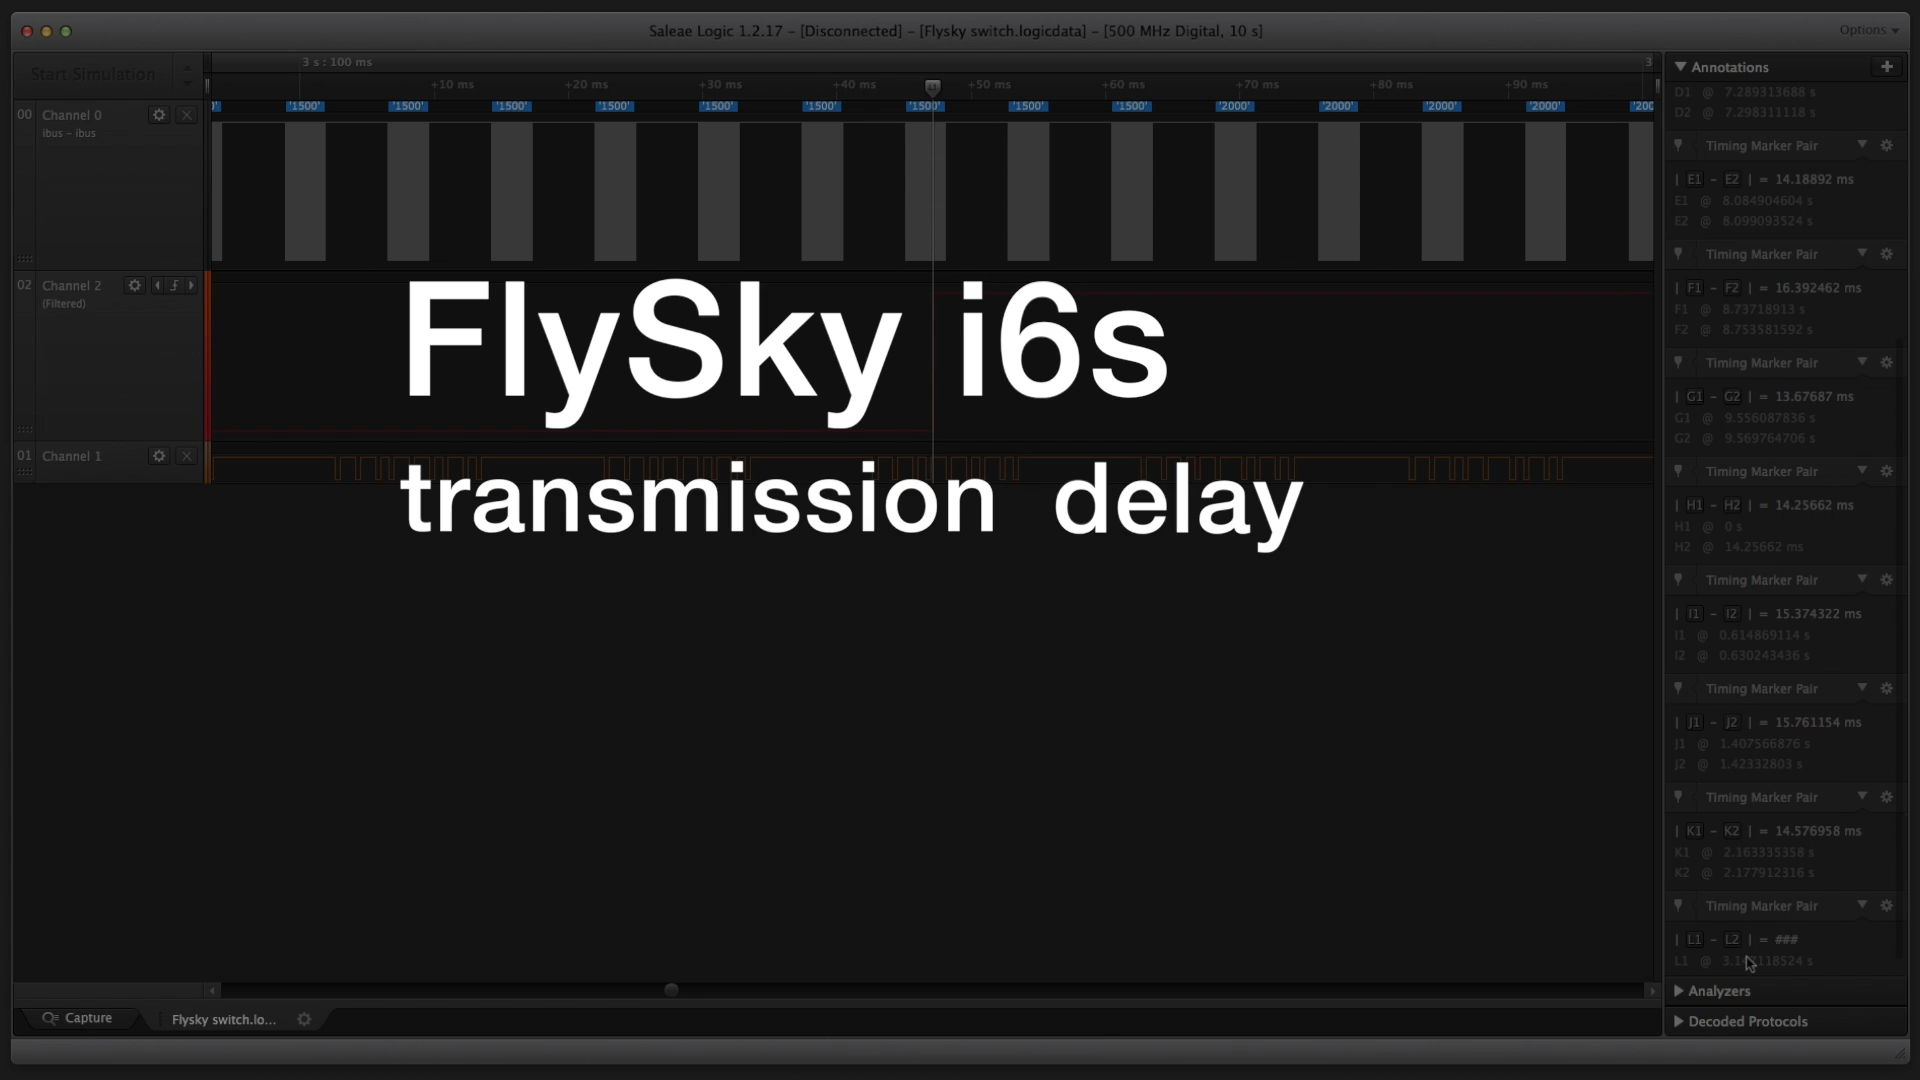 Saleae Logic 1.2.17 – [Disconnected] – [Flysky switch.logicdata] – [500 MHz Digital, 10 s]
Options
Start Simulation
3 s : 100 ms
3
+10 ms +20 ms +30 ms +40 ms +50 ms +60 ms +70 ms +80 ms +90 ms
'1500' '1500' '1500' '1500' '1500' '1500' '1500' '1500' '1500' '2000' '2000' '2000' '2000' '200
00 Channel 0
ibus – ibus
02 Channel 2
(Filtered)
01 Channel 1
FlySky i6s
transmission delay
Annotations
D1 @ 7.289313688 s
D2 @ 7.298311118 s
Timing Marker Pair
| E1 – E2 | = 14.18892 ms
E1 @ 8.084904604 s
E2 @ 8.099093524 s
Timing Marker Pair
| F1 – F2 | = 16.392462 ms
F1 @ 8.73718913 s
F2 @ 8.753581592 s
Timing Marker Pair
| G1 – G2 | = 13.67687 ms
G1 @ 9.556087836 s
G2 @ 9.569764706 s
Timing Marker Pair
| H1 – H2 | = 14.25662 ms
H1 @ 0 s
H2 @ 14.25662 ms
Timing Marker Pair
| I1 – I2 | = 15.374322 ms
I1 @ 0.614869114 s
I2 @ 0.630243436 s
Timing Marker Pair
| J1 – J2 | = 15.761154 ms
J1 @ 1.407566876 s
J2 @ 1.42332803 s
Timing Marker Pair
| K1 – K2 | = 14.576958 ms
K1 @ 2.163335358 s
K2 @ 2.177912316 s
Timing Marker Pair
| L1 – L2 | = ###
L1 @
Analyzers
Decoded Protocols
Capture
Flysky switch.lo...